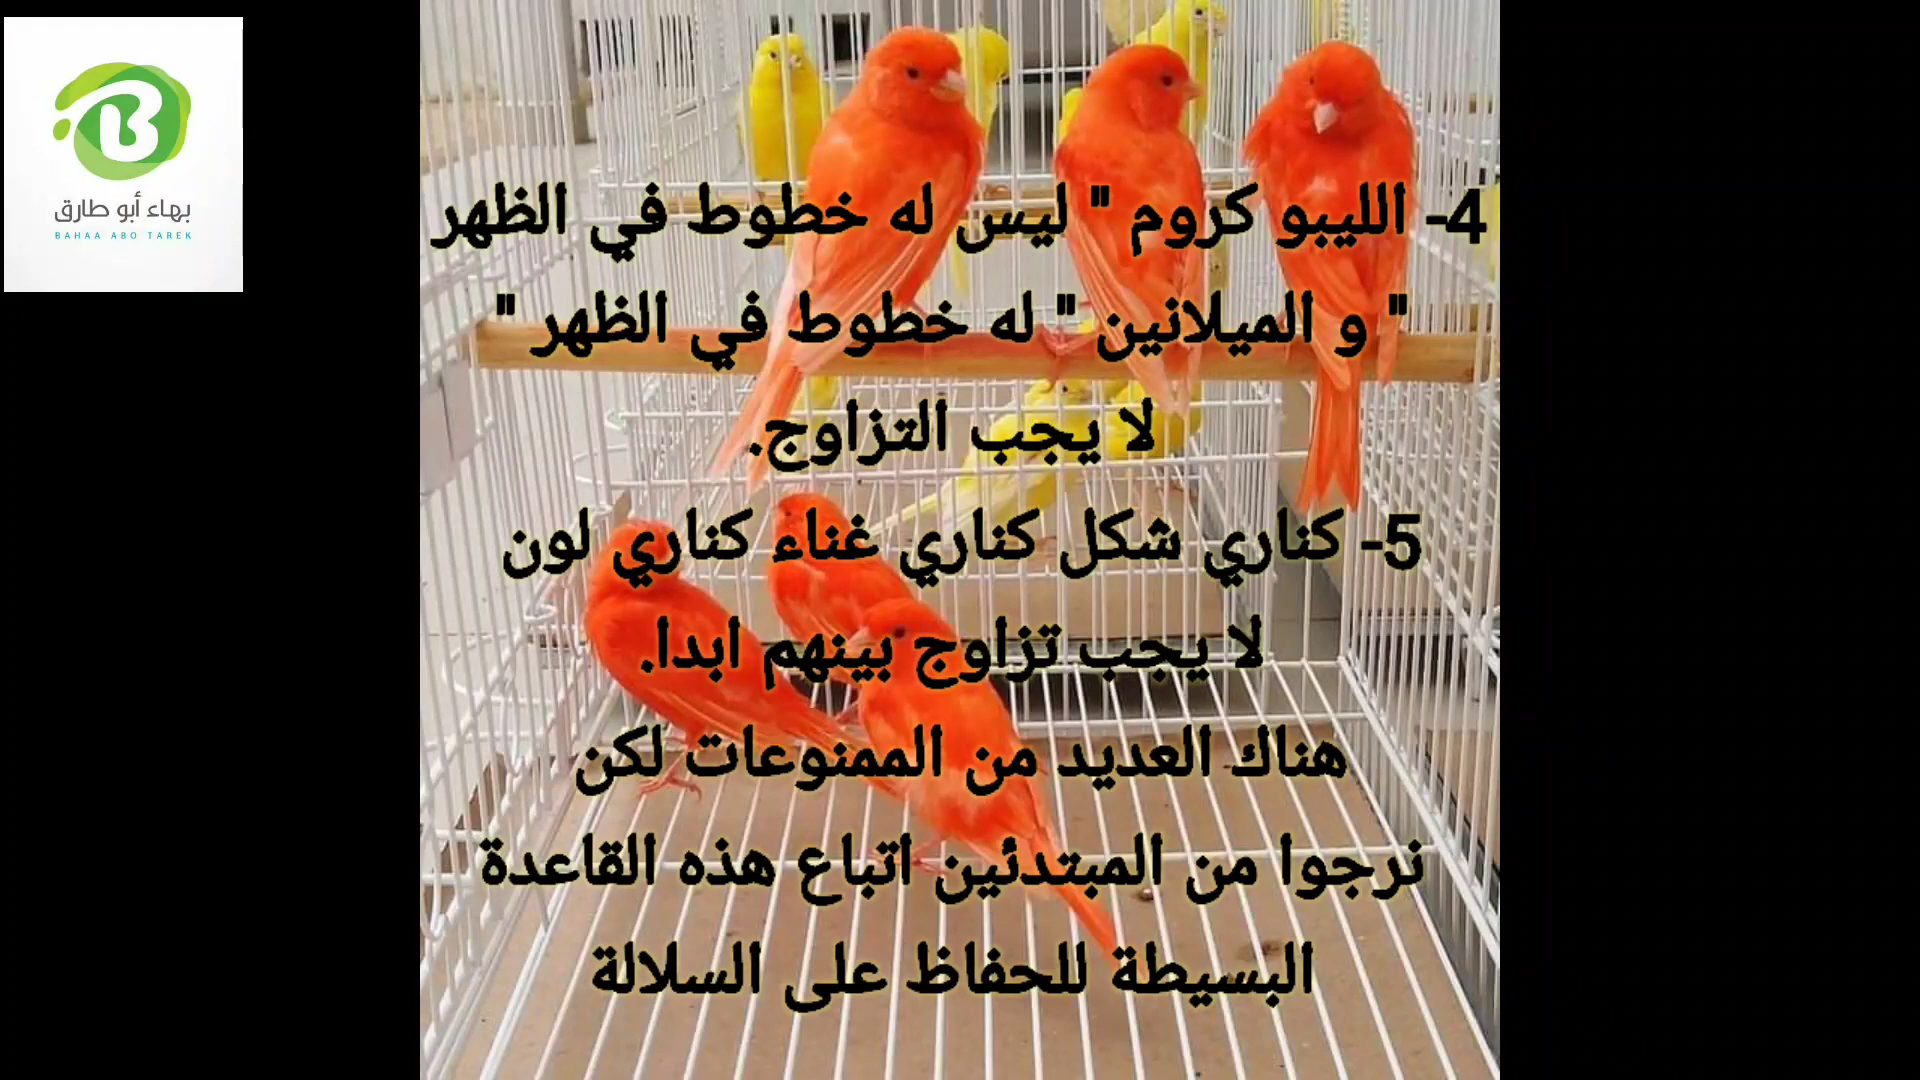 بهاء أبو طارق
BAHAA ABO TAREK
4- الليبو كروم " ليس له خطوط في الظهر
" و الميلانين " له خطوط في الظهر "
لا يجب التزاوج.
5- كناري شكل كناري غناء كناري لون
لا يجب تزاوج بينهم ابدا.
هناك العديد من الممنوعات لكن
نرجوا من المبتدئين اتباع هذه القاعدة
البسيطة للحفاظ على السلالة